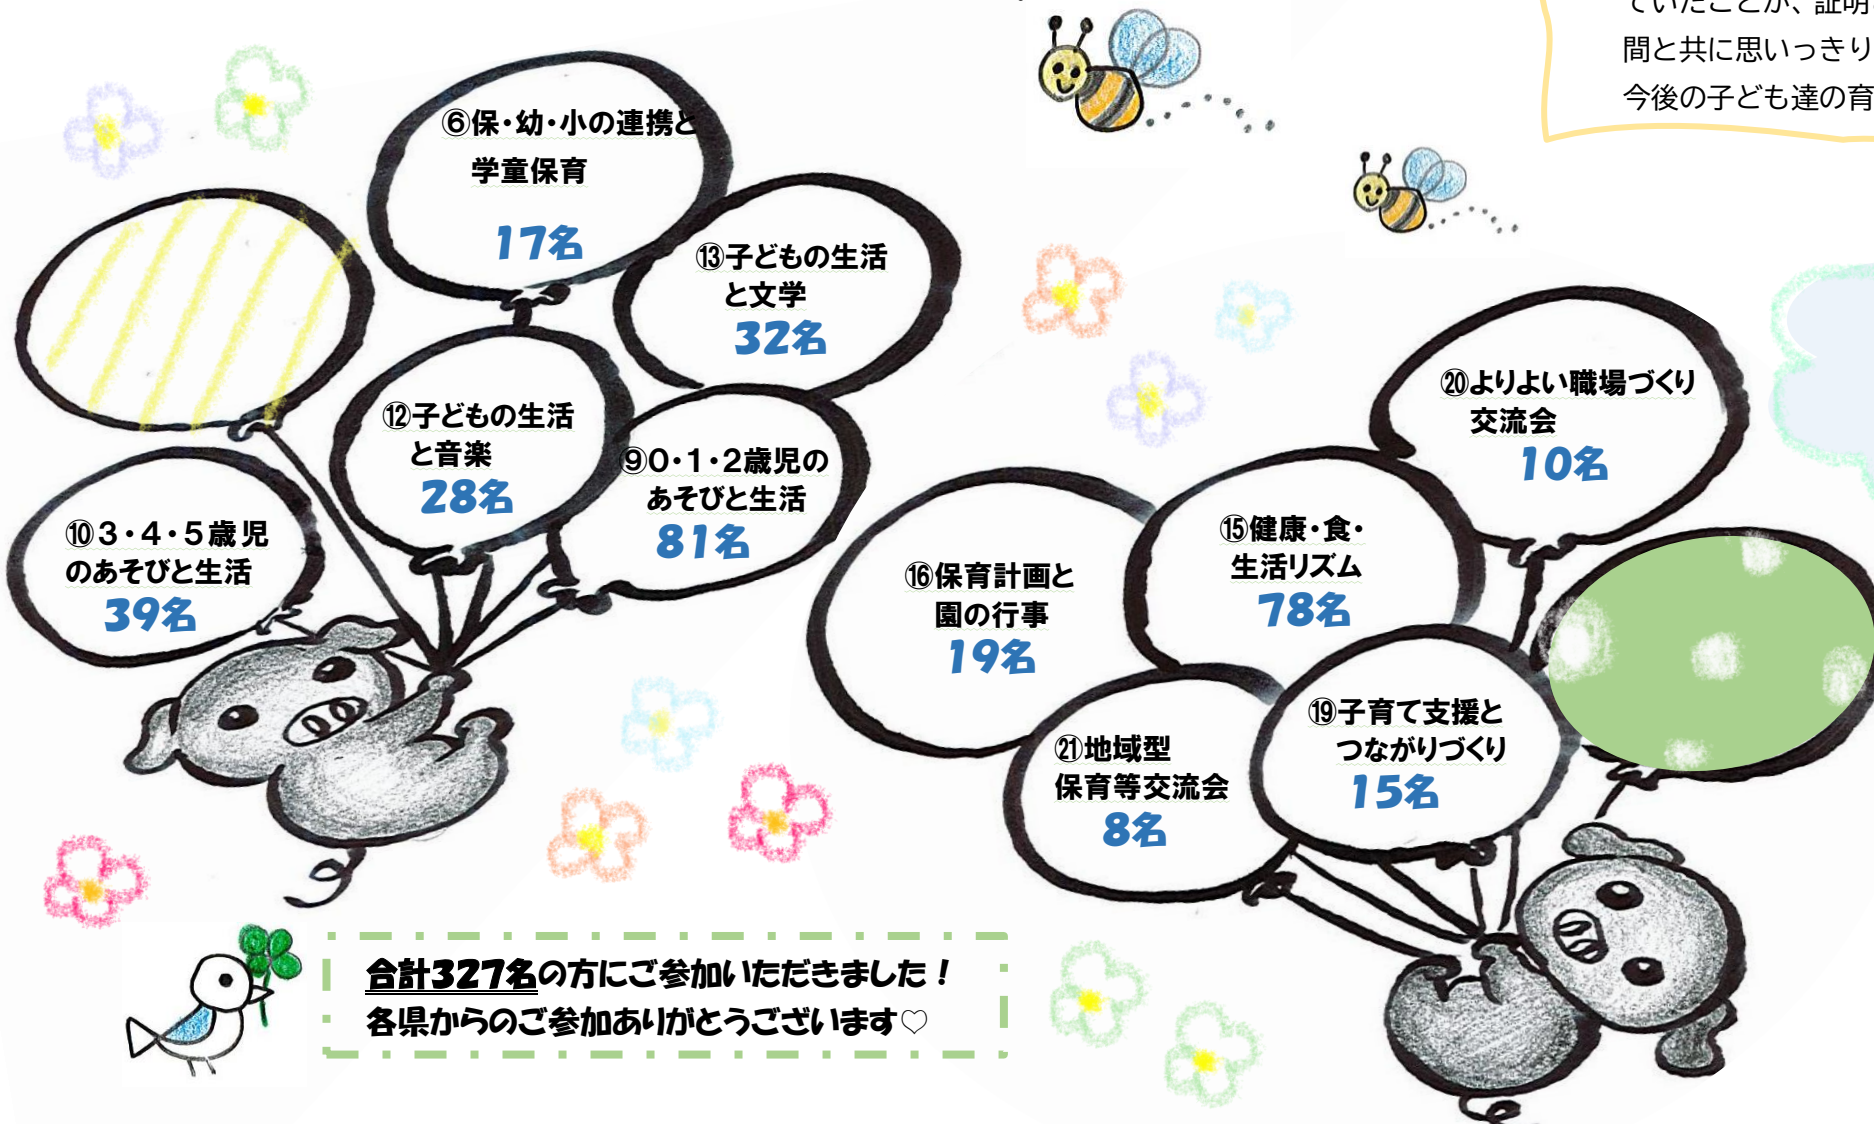 ていたことが、証明
間と共に思いっきり
今後の子ども達の育
⑥保・幼・小の連携と
学童保育
17名
⑬子どもの生活
と文学
32名
⑫子どもの生活
と音楽
28名
⑨0・1・2歳児の
あそびと生活
81名
⑩3・4・5歳児
のあそびと生活
39名
⑳よりよい職場づくり
交流会
10名
⑮健康・食・
生活リズム
78名
⑯保育計画と
園の行事
19名
⑲子育て支援と
つながりづくり
15名
㉑地域型
保育等交流会
8名
合計327名の方にご参加いただきました!
各県からのご参加ありがとうございます♡